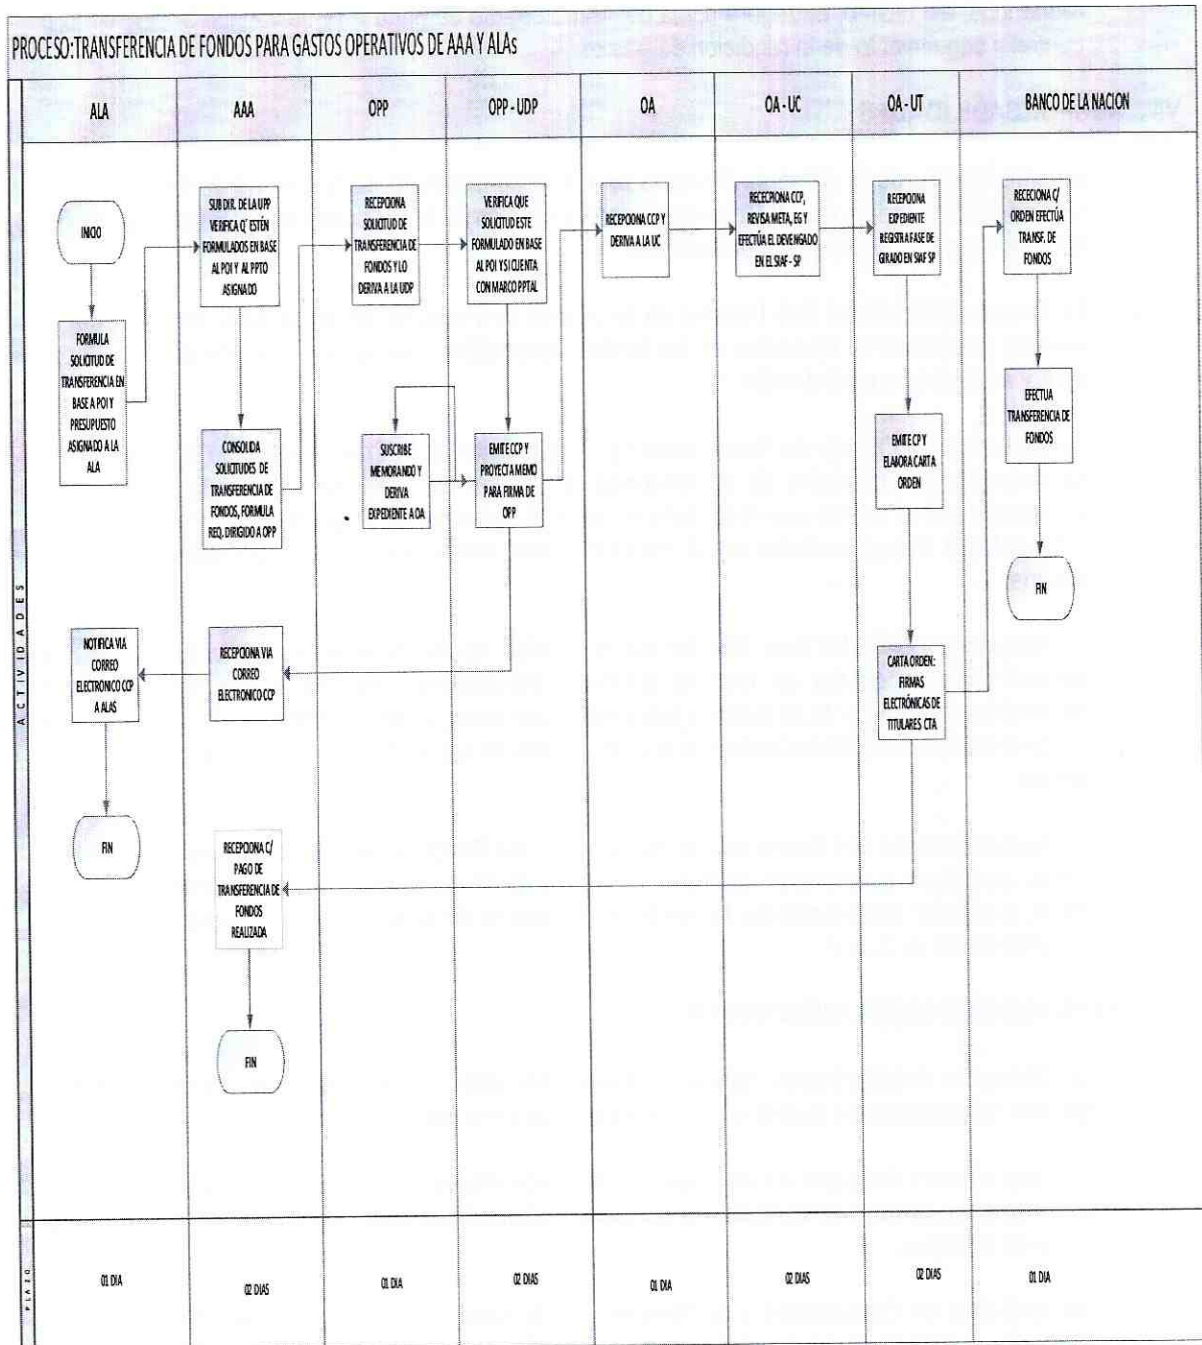 PROCESO:TRANSFERENCIA DE FONDOS PARA GASTOS OPERATIVOS DE AAA Y ALAs
ALA
AAA
OPP
OPP - UDP
OA
OA - UC
OA - UT
BANCO DE LA NACION
ACTIVIDADES
INICIO
FORMULA
SOLICITUD DE
TRANSFERENCIA EN
BASE A POI Y
PRESUPUESTO
ASIGNADO A LA
ALA
NOTIFICA VIA
CORREO
ELECTRONICO CCP
A ALAS
FIN
SUB DIR. DE LA UPP
VERIFICA Q' ESTÉN
FORMULADOS EN BASE
AL POI Y AL PPTO
ASIGNADO
CONSOLIDA
SOLICITUDES DE
TRANSFERENCIA DE
FONDOS, FORMULA
REQ. DIRIGIDO A OPP
RECEPCIONA VIA
CORREO
ELECTRONICO CCP
RECEPCIONA C/
PAGO DE
TRANSFERENCIA DE
FONDOS
REALIZADA
FIN
RECEPCIONA
SOLICITUD DE
TRANSFERENCIA DE
FONDOS Y LO
DERIVA A LA UDP
SUSCRIBE
MEMORANDO Y
DERIVA
EXPEDIENTE A OA
VERIFICA QUE
SOLICITUD ESTE
FORMULADO EN BASE
AL POI Y SI CUENTA
CON MARCO PPTAL
EMITE CCP Y
PROYECTA MEMO
PARA FIRMA DE
OPP
RECEPCIONA CCP Y
DERIVA A LA UC
RECECPIONA CCP,
REVISA META, EG Y
EFECTÚA EL DEVENGADO
EN EL SIAF - SP
RECEPCIONA
EXPEDIENTE
REGISTRA FASE DE
GIRADO EN SIAF SP
EMITE CP Y
ELABORA CARTA
ORDEN
CARTA ORDEN:
FIRMAS
ELECTRÓNICAS DE
TITULARES CTA
RECECIONA C/
ORDEN EFECTÚA
TRANSF. DE
FONDOS
EFECTUA
TRANSFERENCIA DE
FONDOS
FIN
PLAZO
01 DIA
02 DIAS
01 DIA
02 DIAS
01 DIA
02 DIAS
02 DIAS
01 DIA